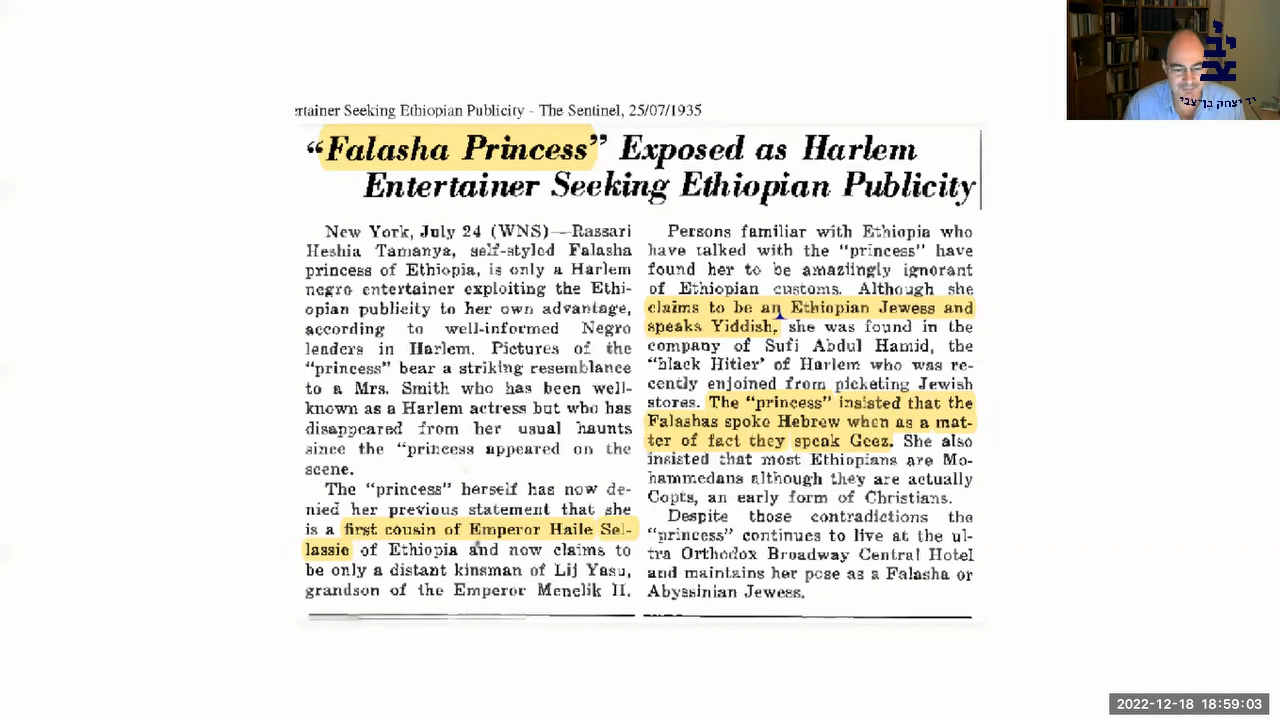 rtainer Seeking Ethiopian Publicity - The Sentinel, 25/07/1935
“Falasha Princess” Exposed as Harlem
Entertainer Seeking Ethiopian Publicity
New York, July 24 (WNS)—Rassari
Heshia Tamanya, self-styled Falasha
princess of Ethiopia, is only a Harlem
negro entertainer exploiting the Ethi-
opian publicity to her own advantage,
according to well-informed Negro
leaders in Harlem. Pictures of the
“princess” bear a striking resemblance
to a Mrs. Smith who has been well-
known as a Harlem actress but who has
disappeared from her usual haunts
since the “princess appeared on the
scene.
The “princess” herself has now de-
nied her previous statement that she
is a first cousin of Emperor Haile Sel-
lassie of Ethiopia and now claims to
be only a distant kinsman of Lij Yasu,
grandson of the Emperor Menelik II.
Persons familiar with Ethiopia who
have talked with the “princess” have
found her to be amaziingly ignorant
of Ethiopian customs. Although she
claims to be an Ethiopian Jewess and
speaks Yiddish, she was found in the
company of Sufi Abdul Hamid, the
“black Hitler’ of Harlem who was re-
cently enjoined from picketing Jewish
stores. The “princess” insisted that the
Falashas spoke Hebrew when as a mat-
ter of fact they speak Geez. She also
insisted that most Ethiopians are Mo-
hammedans although they are actually
Copts, an early form of Christians.
Despite those contradictions the
“princess” continues to live at the ul-
tra Orthodox Broadway Central Hotel
and maintains her pose as a Falasha or
Abyssinian Jewess.
יד יצחק בן־צבי
2022-12-18 18:59:03